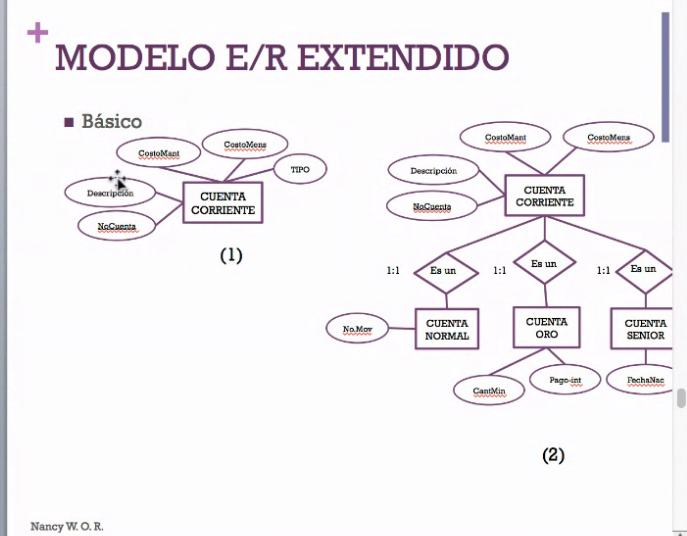 +
MODELO E/R EXTENDIDO
■ Básico
CostoMant
CostoMens
TIPO
Descripción
NoCuenta
CUENTA
CORRIENTE
(1)
CostoMant
CostoMens
Descripción
NoCuenta
CUENTA
CORRIENTE
1:1
Es un
1:1
Es un
1:1
Es un
No.Mov
CUENTA
NORMAL
CUENTA
ORO
CUENTA
SENIOR
CantMin
Pago-int
FechaNac
(2)
Nancy W. O. R.